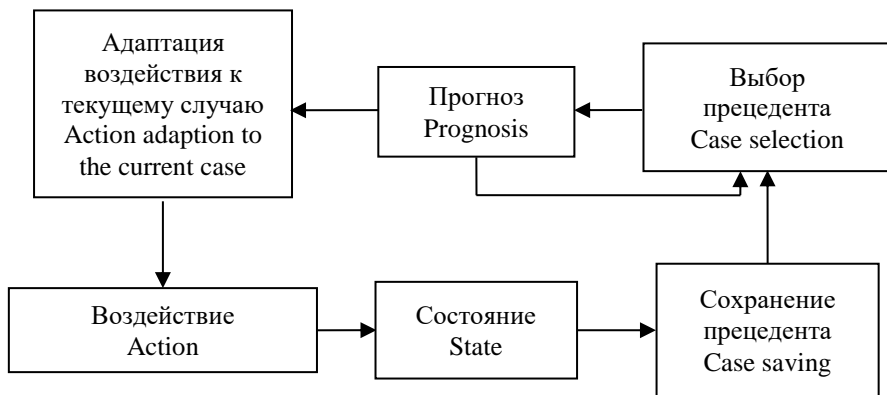 Адаптация
воздействия к
текущему случаю
Action adaption to
the current case
Прогноз
Prognosis
Выбор
прецедента
Case selection
Воздействие
Action
Состояние
State
Сохранение
прецедента
Case saving